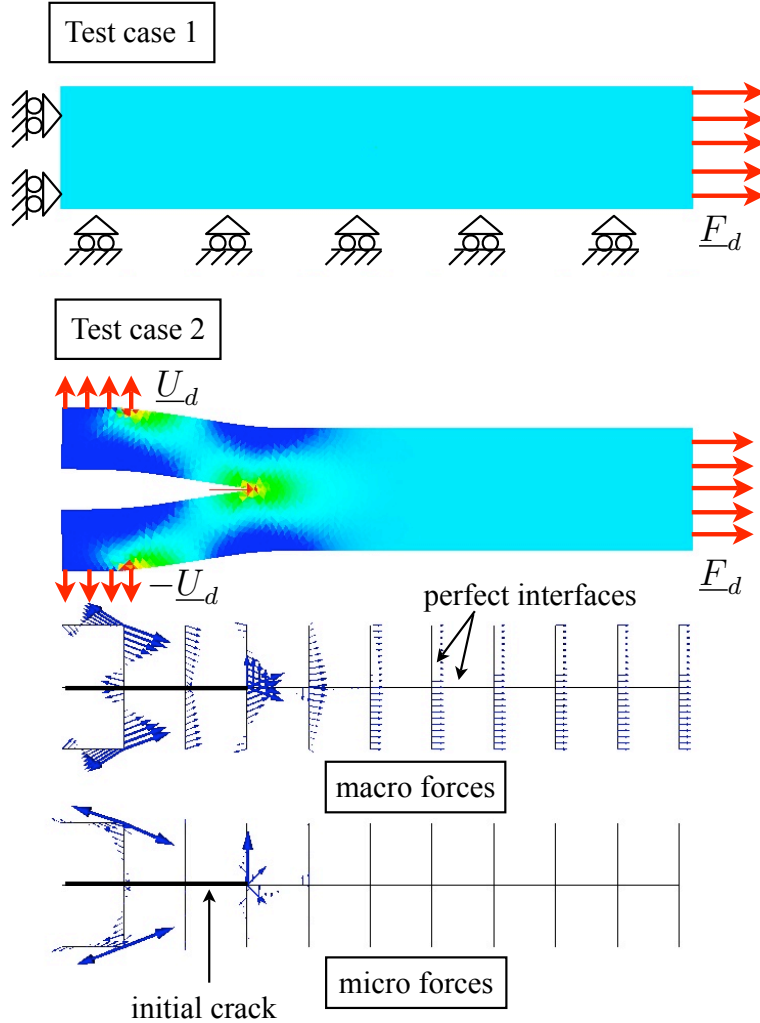 Test case 1
F_d
Test case 2
U_d
-U_d
F_d
perfect interfaces
macro forces
micro forces
initial crack